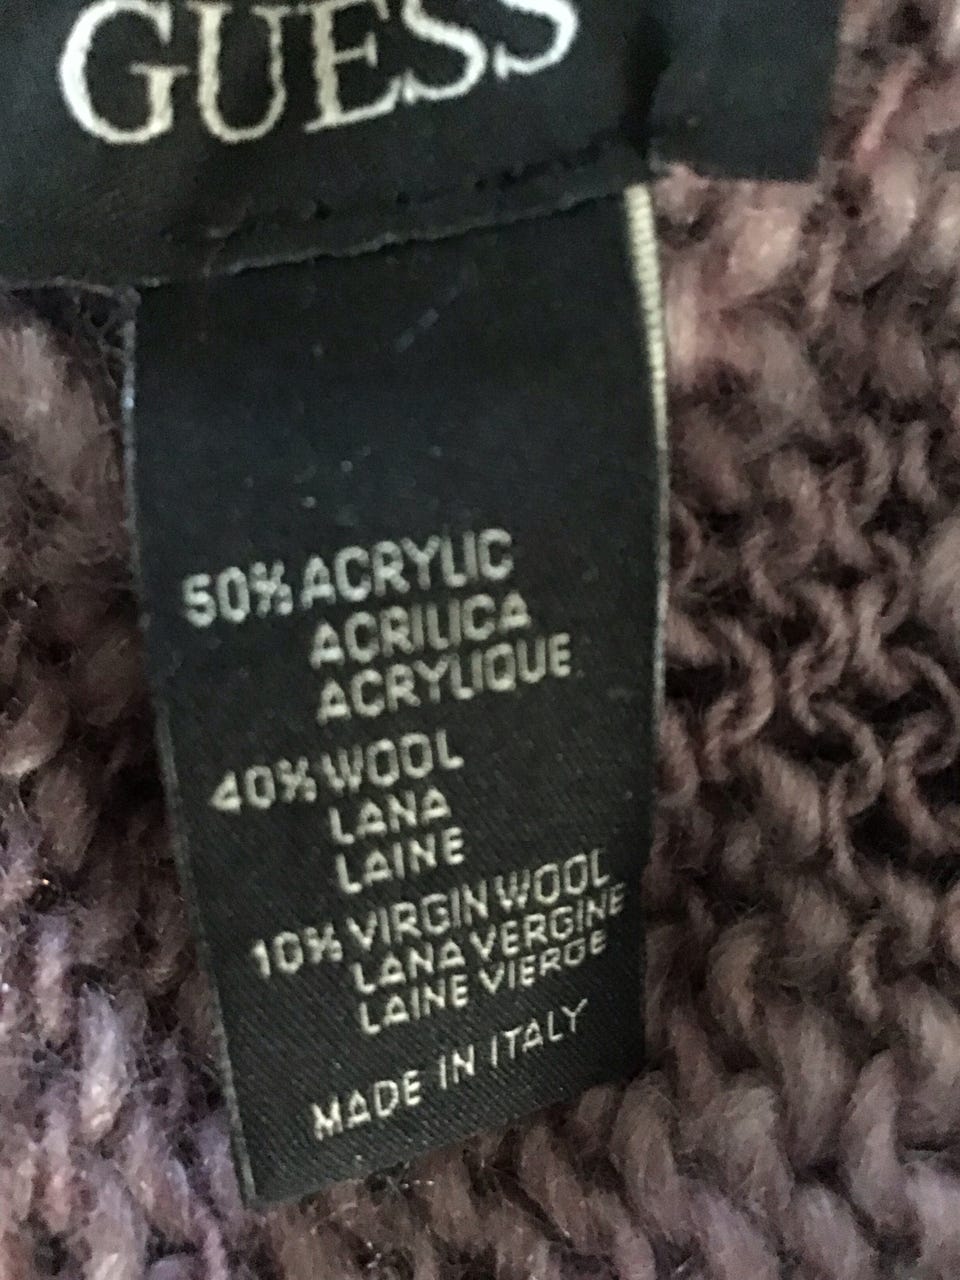 GUESS
50% ACRYLIC
ACRILICA
ACRYLIQUE
40% WOOL
LANA
LAINE
10% VIRGIN WOOL
LANA VERGINE
LAINE VIERGE
MADE IN ITALY